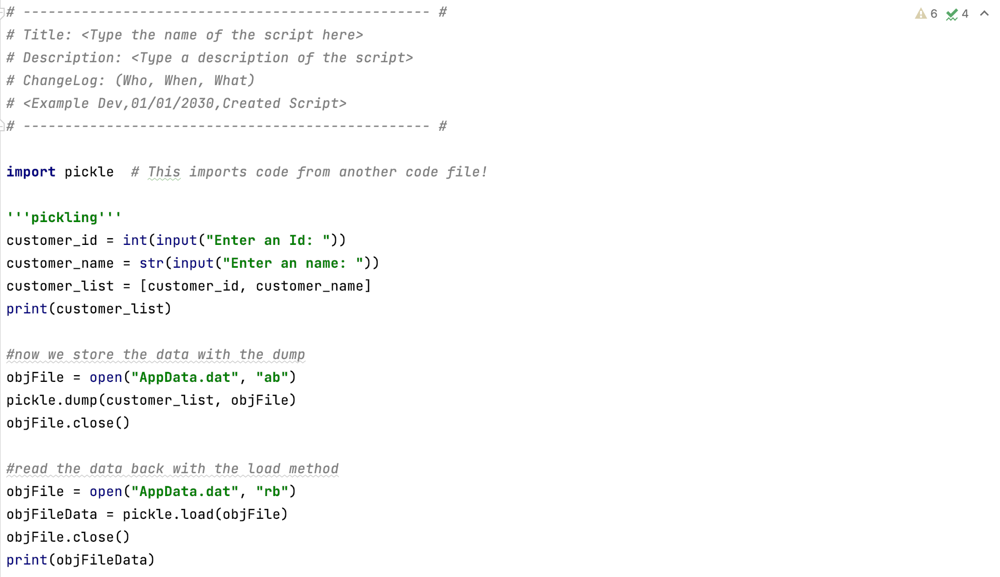 # ------------------------------------------------- #
# Title: <Type the name of the script here>
# Description: <Type a description of the script>
# ChangeLog: (Who, When, What)
# <Example Dev,01/01/2030,Created Script>
# ------------------------------------------------- #
import pickle  # This imports code from another code file!
'''pickling'''
customer_id = int(input("Enter an Id: "))
customer_name = str(input("Enter an name: "))
customer_list = [customer_id, customer_name]
print(customer_list)
#now we store the data with the dump
objFile = open("AppData.dat", "ab")
pickle.dump(customer_list, objFile)
objFile.close()
#read the data back with the load method
objFile = open("AppData.dat", "rb")
objFileData = pickle.load(objFile)
objFile.close()
print(objFileData)
6 4